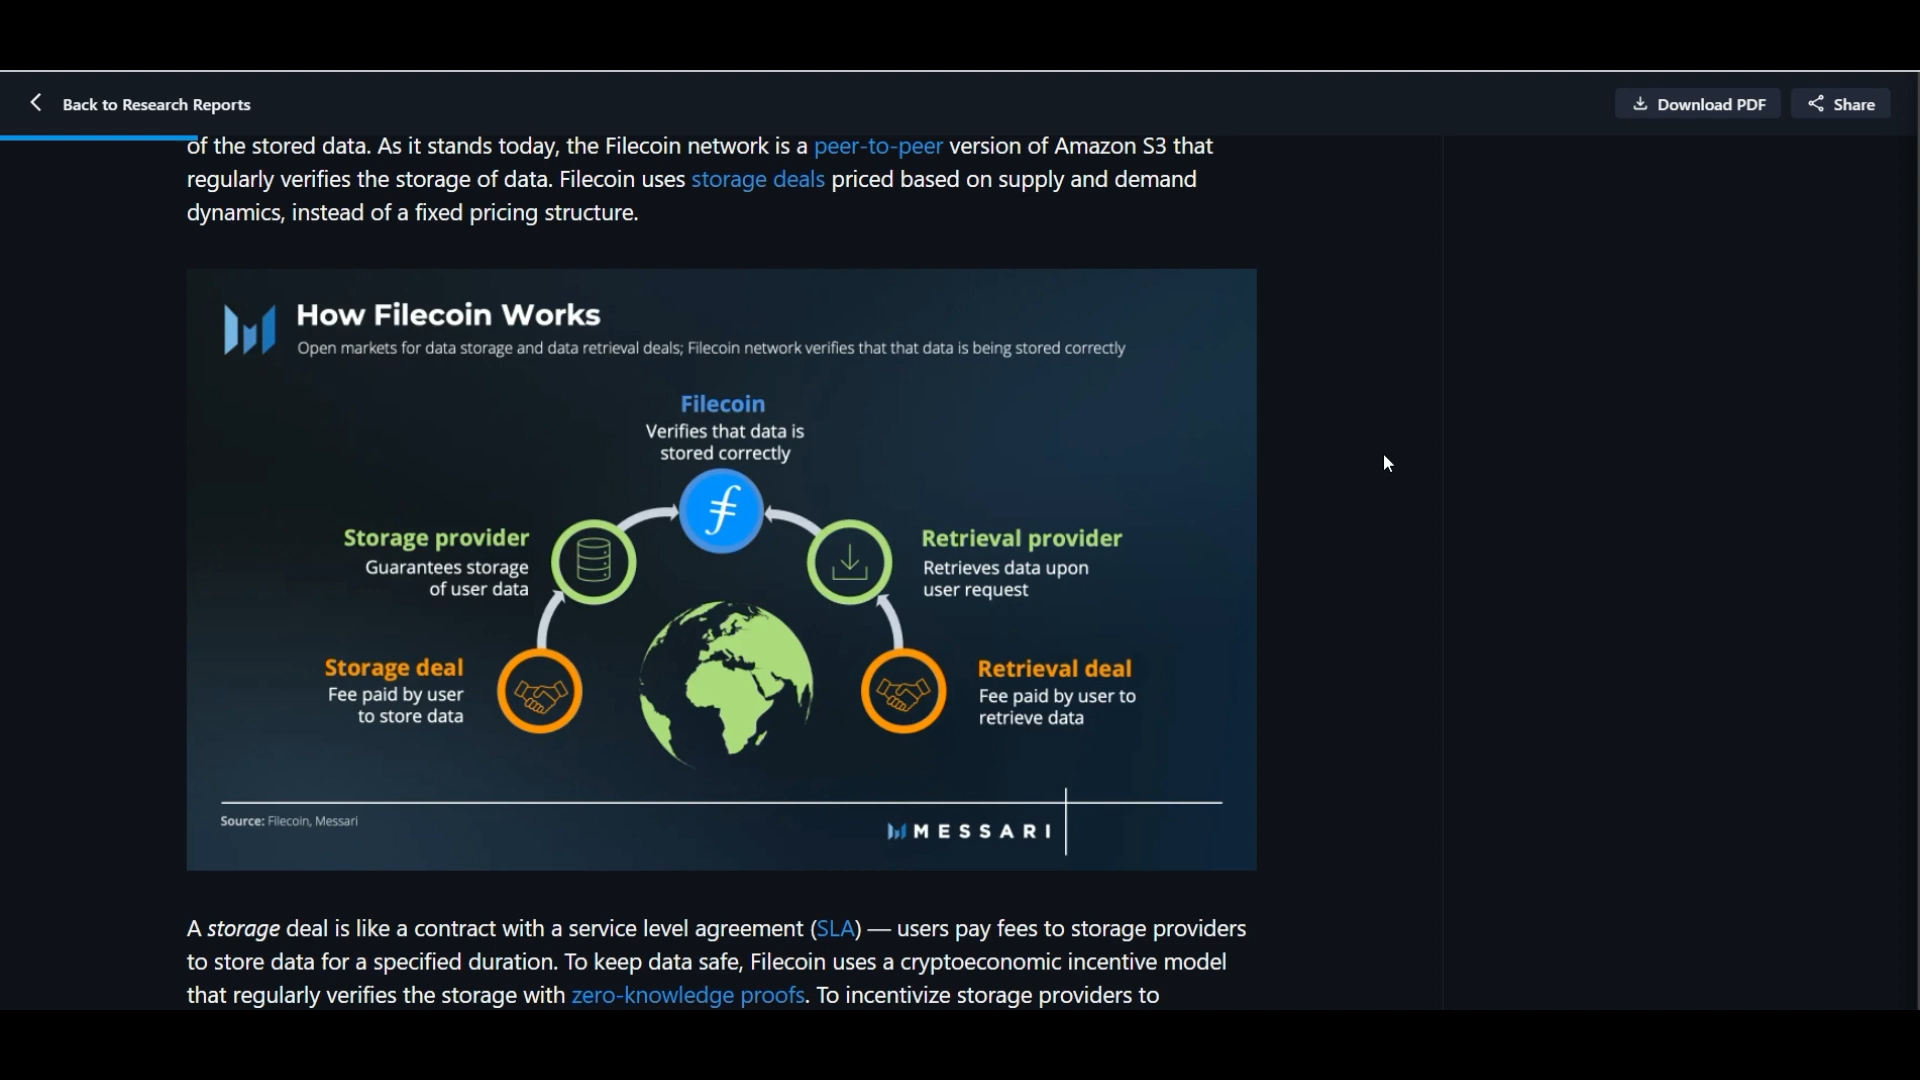 Back to Research Reports
Download PDF
Share
of the stored data. As it stands today, the Filecoin network is a peer-to-peer version of Amazon S3 that
regularly verifies the storage of data. Filecoin uses storage deals priced based on supply and demand
dynamics, instead of a fixed pricing structure.
How Filecoin Works
Open markets for data storage and data retrieval deals; Filecoin network verifies that that data is being stored correctly
Filecoin
Verifies that data is
stored correctly
Storage provider
Guarantees storage
of user data
Retrieval provider
Retrieves data upon
user request
Storage deal
Fee paid by user
to store data
Retrieval deal
Fee paid by user to
retrieve data
Source: Filecoin, Messari
MESSARI
A storage deal is like a contract with a service level agreement (SLA) — users pay fees to storage providers
to store data for a specified duration. To keep data safe, Filecoin uses a cryptoeconomic incentive model
that regularly verifies the storage with zero-knowledge proofs. To incentivize storage providers to